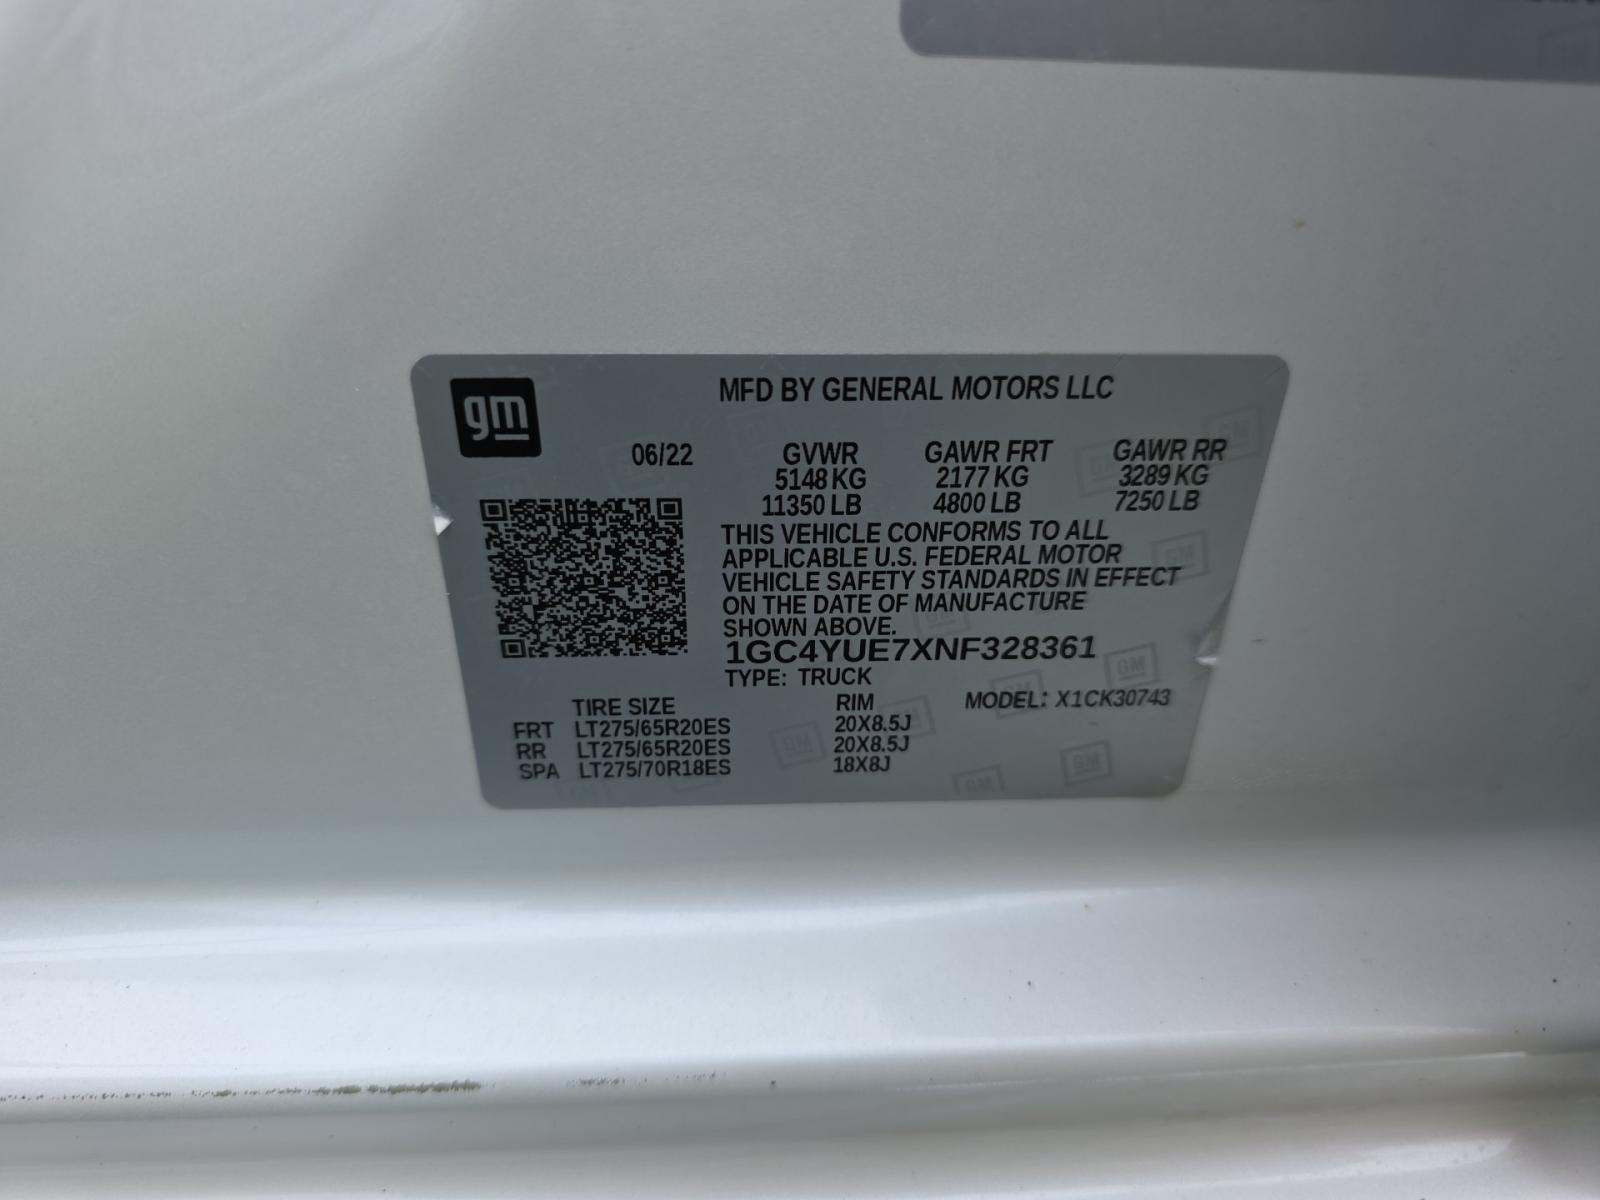 gm
MFD BY GENERAL MOTORS LLC
06/22 GVWR GAWR FRT GAWR RR
5148 KG 2177 KG 3289 KG
11350 LB 4800 LB 7250 LB
THIS VEHICLE CONFORMS TO ALL
APPLICABLE U.S. FEDERAL MOTOR
VEHICLE SAFETY STANDARDS IN EFFECT
ON THE DATE OF MANUFACTURE
SHOWN ABOVE.
1GC4YUE7XNF328361
TYPE: TRUCK
TIRE SIZE RIM MODEL: X1CK30743
FRT LT275/65R20ES 20X8.5J
RR LT275/65R20ES 20X8.5J
SPA LT275/70R18ES 18X8J